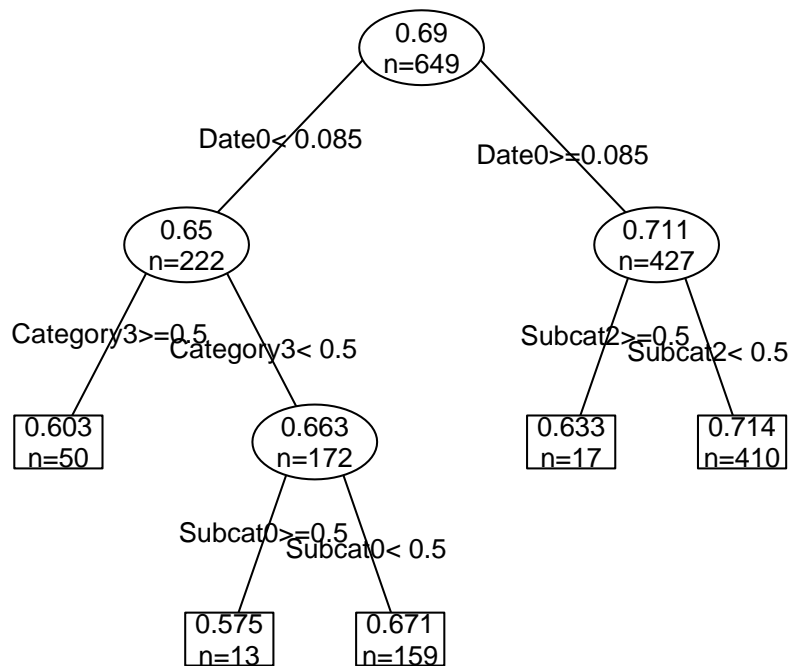 0.69
n=649
Date0< 0.085
Date0>=0.085
0.65
n=222
0.711
n=427
Category3>=0.5
Category3< 0.5
Subcat2>=0.5
Subcat2< 0.5
0.603
n=50
0.663
n=172
0.633
n=17
0.714
n=410
Subcat0>=0.5
Subcat0< 0.5
0.575
n=13
0.671
n=159